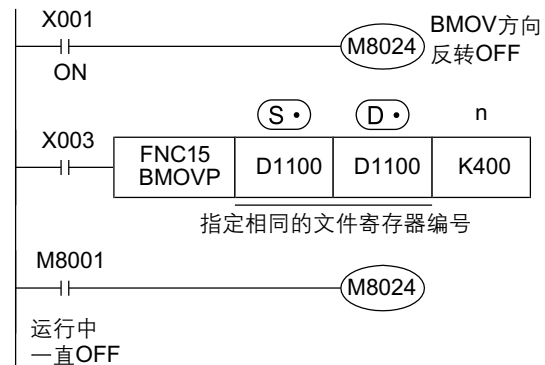 X001
BMOV方向
M8024
反转OFF
ON
S•
D•
n
X003
FNC15
BMOVP
D1100
D1100
K400
指定相同的文件寄存器编号
M8001
M8024
运行中
一直OFF